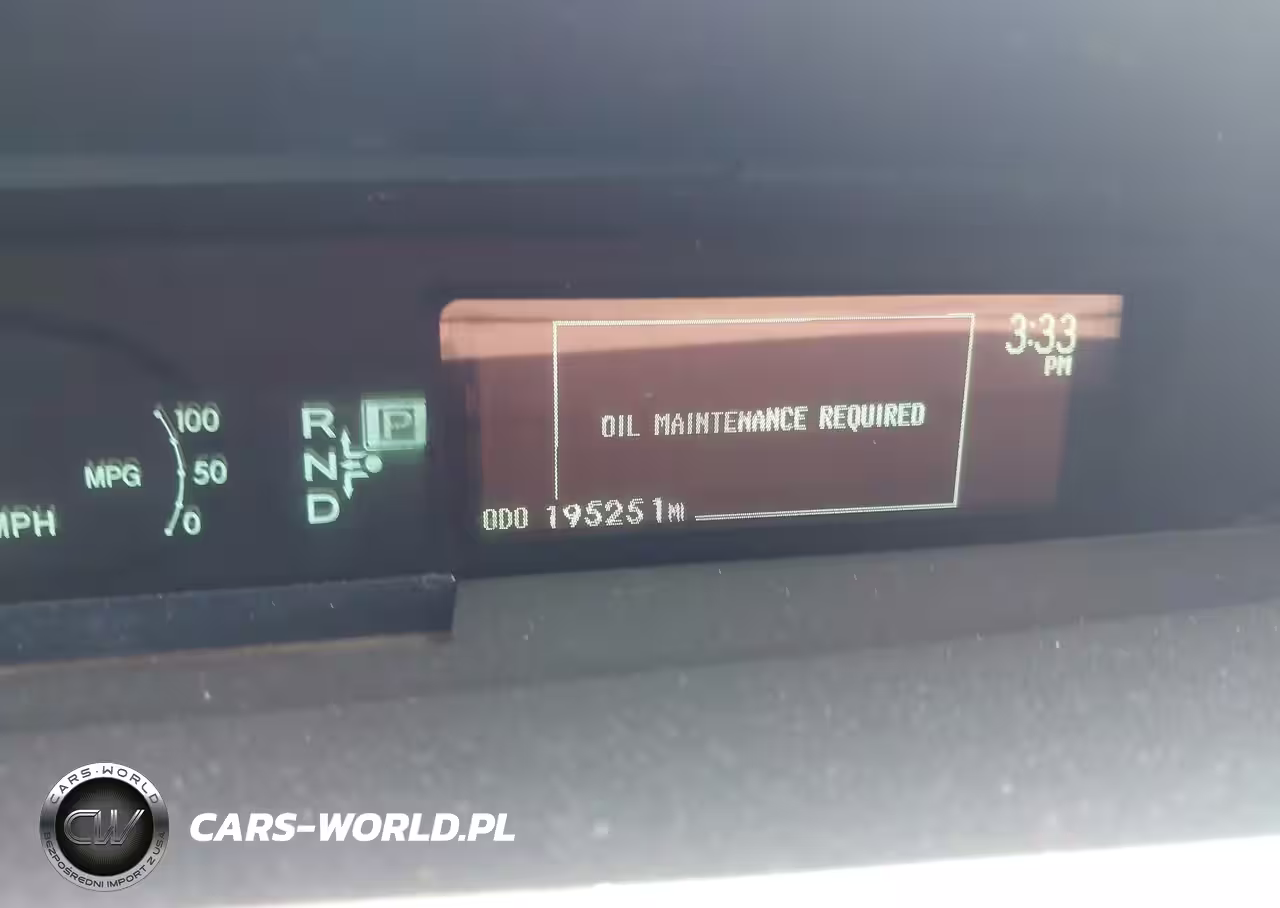 3:33
PM
OIL MAINTENANCE REQUIRED
ODO 195251MI
100
MPG 50
0
MPH
R P
N
D
CARS-WORLD
CW
BEZPOŚREDNI IMPORT Z USA
CARS-WORLD.PL